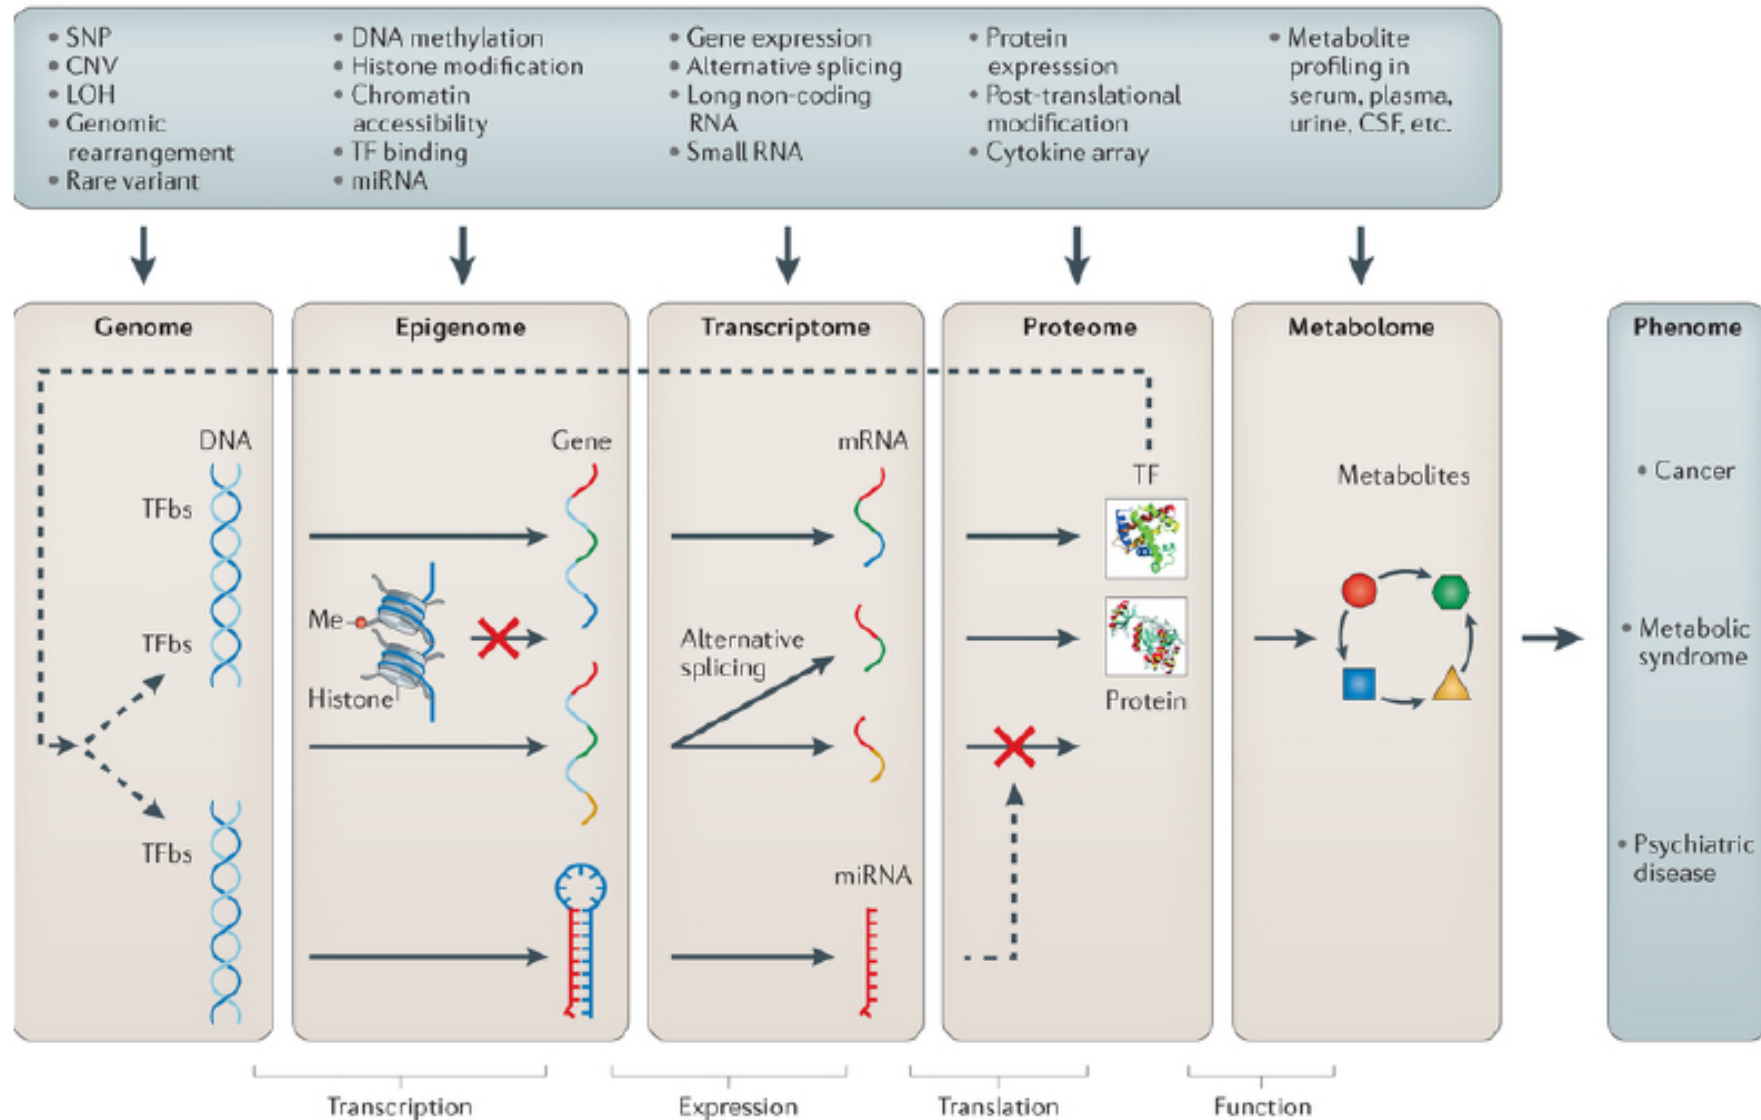 • SNP
• CNV
• LOH
• Genomic
rearrangement
• Rare variant
• DNA methylation
• Histone modification
• Chromatin
accessibility
• TF binding
• miRNA
• Gene expression
• Alternative splicing
• Long non-coding
RNA
• Small RNA
• Protein
expresssion
• Post-translational
modification
• Cytokine array
• Metabolite
profiling in
serum, plasma,
urine, CSF, etc.
Genome
Epigenome
Transcriptome
Proteome
Metabolome
Phenome
DNA
TFbs
TFbs
TFbs
Gene
Me
Histone
mRNA
Alternative
splicing
miRNA
TF
Protein
Metabolites
• Cancer
• Metabolic
syndrome
• Psychiatric
disease
Transcription
Expression
Translation
Function